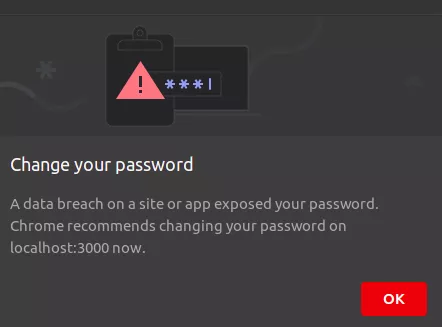 ***|
Change your password
A data breach on a site or app exposed your password.
Chrome recommends changing your password on
localhost:3000 now.
OK